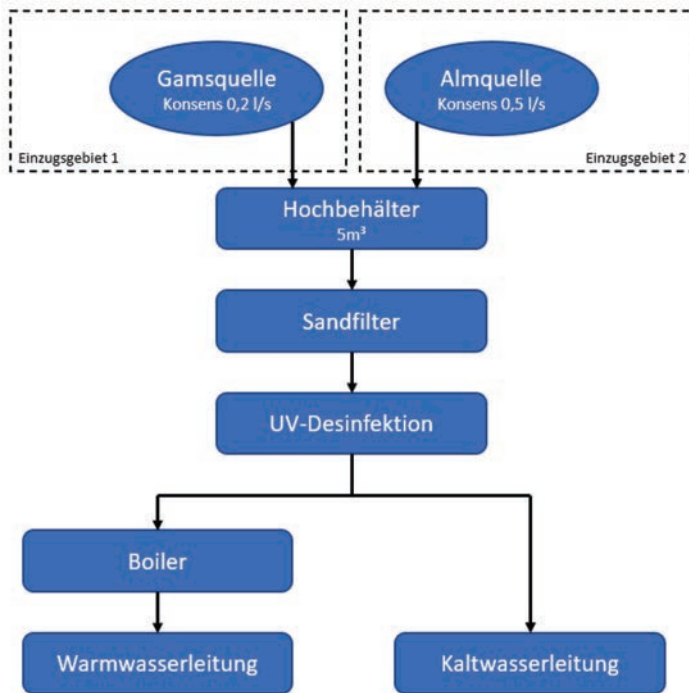 Gamsquelle
Konsens 0,2 l/s
Almquelle
Konsens 0,5 l/s
Einzugsgebiet 1
Einzugsgebiet 2
Hochbehälter
5m³
Sandfilter
UV-Desinfektion
Boiler
Warmwasserleitung
Kaltwasserleitung